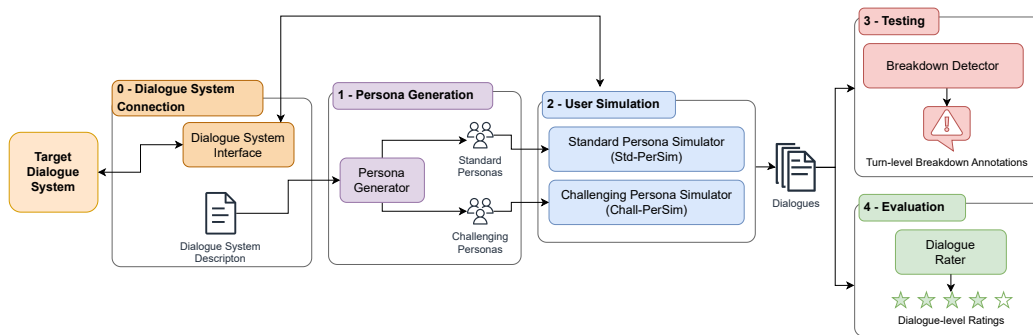 Target
Dialogue
System
0 - Dialogue System
Connection
Dialogue System
Interface
Dialogue System
Descripton
1 - Persona Generation
Persona
Generator
Standard
Personas
Challenging
Personas
2 - User Simulation
Standard Persona Simulator
(Std-PerSim)
Challenging Persona Simulator
(Chall-PerSim)
Dialogues
3 - Testing
Breakdown Detector
Turn-level Breakdown Annotations
4 - Evaluation
Dialogue
Rater
Dialogue-level Ratings